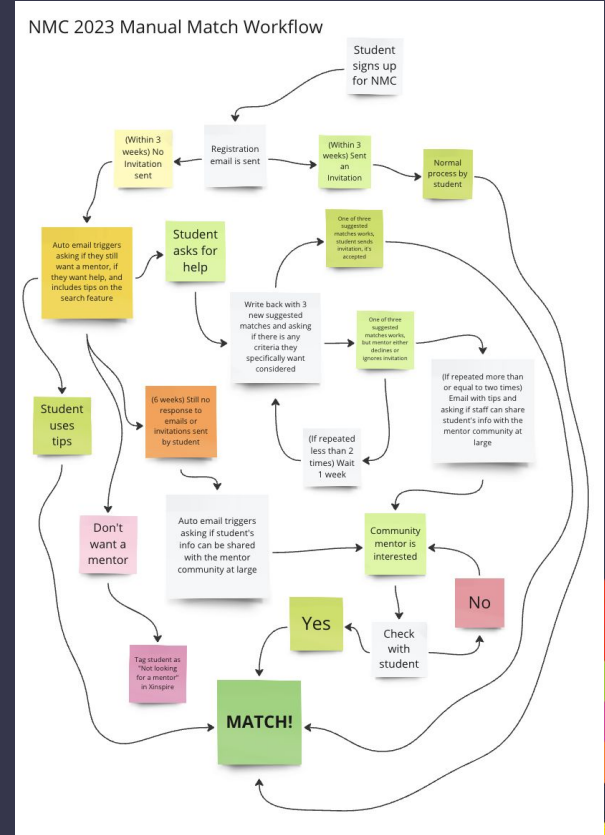 NMC 2023 Manual Match Workflow
Student
signs up
for NMC
(Within 3
weeks) No
Invitation
sent
Registration
email is sent
(Within 3
weeks) Sent
an
Invitation
Normal
process by
student
Auto email triggers
asking if they still
want a mentor, if
they want help, and
includes tips on the
search feature
Student
asks for
help
One of three
suggested
matches works,
student sends
invitation, it's
accepted
Write back with 3
new suggested
matches and asking
if there is any
criteria they
specifically want
considered
One of three
suggested
matches works,
but mentor either
declines or
ignores invitation
(If repeated more than
or equal to two times)
Email with tips and
asking if staff can share
student's info with the
mentor community at
large
Student
uses
tips
(6 weeks) Still no
response to
emails or
invitations sent
by student
(If repeated
less than 2
times) Wait
1 week
Don't
want a
mentor
Auto email triggers
asking if student's
info can be shared
with the mentor
community at large
Community
mentor is
interested
No
Yes
Check
with
student
Tag student as
"Not looking
for a mentor"
in Xinspire
MATCH!